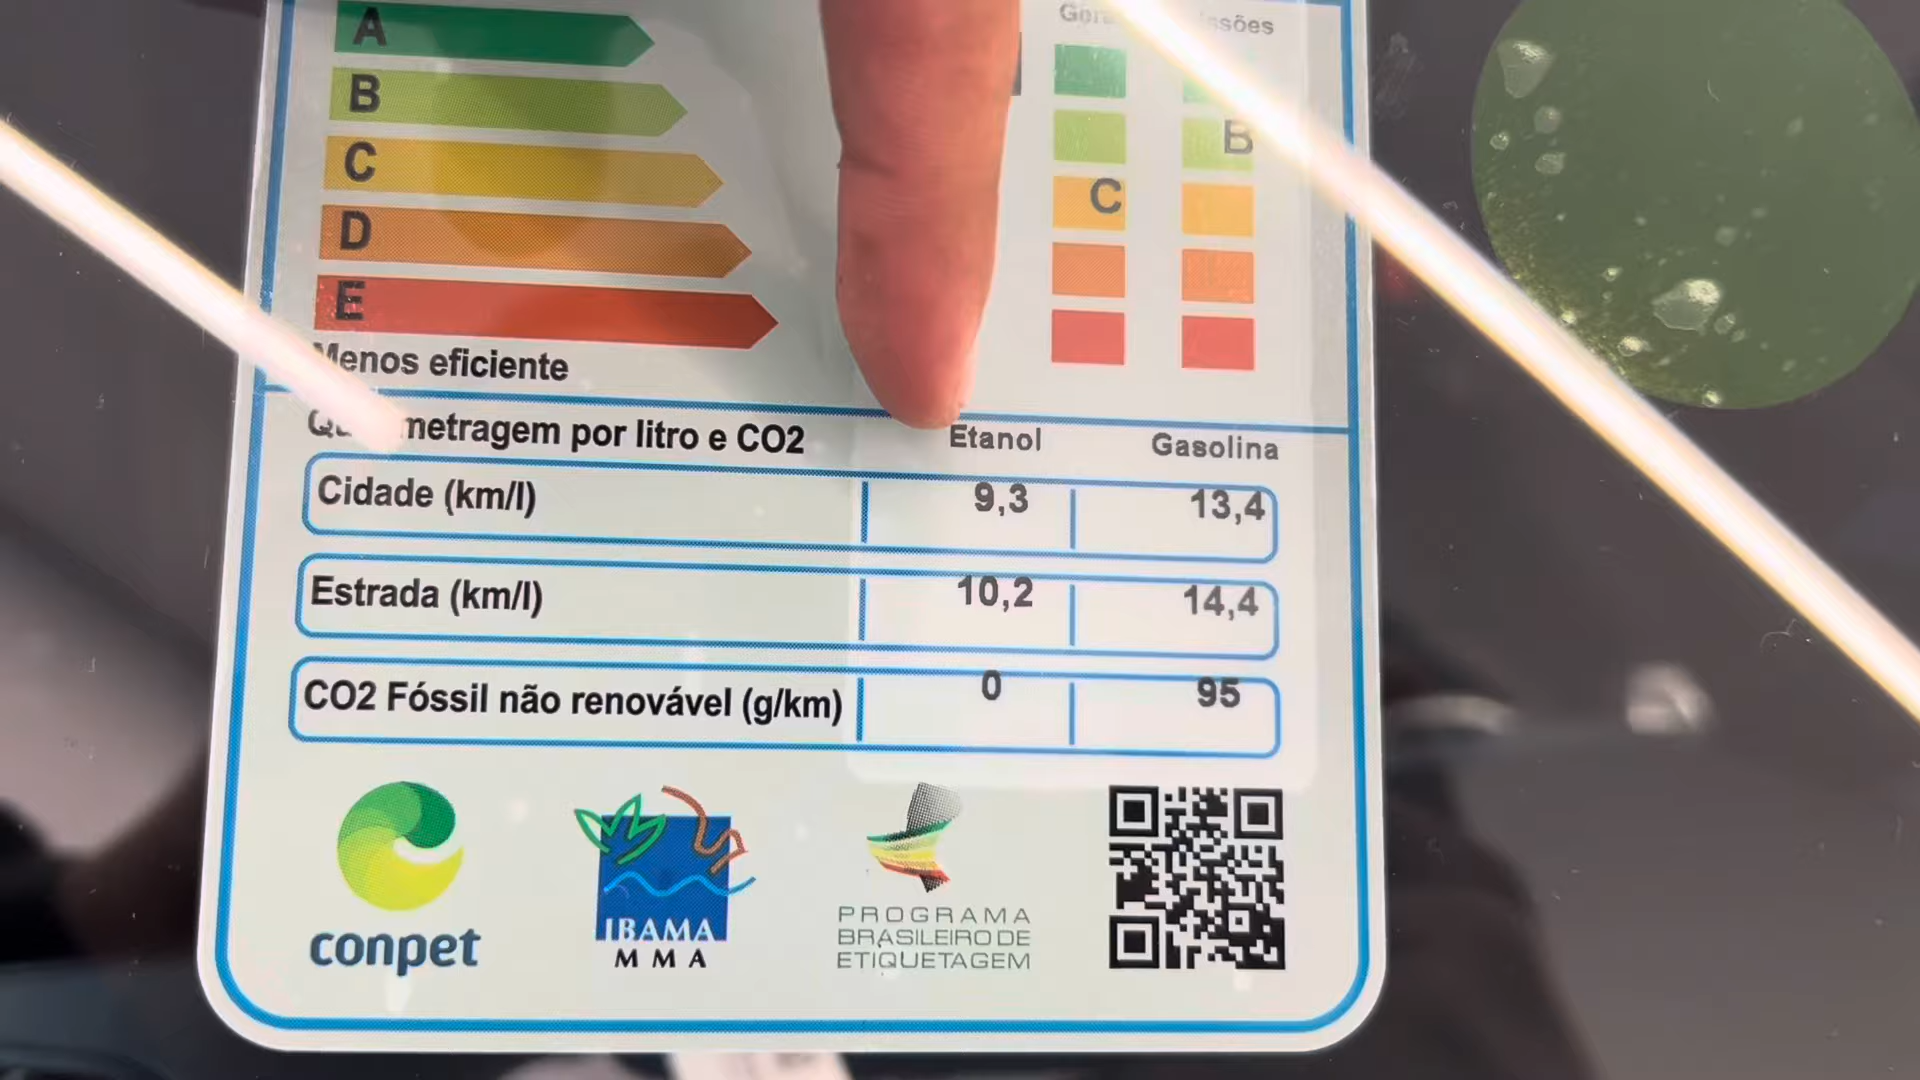 A
B
B
C
C
D
E
Menos eficiente
metragem por litro e CO2 Etanol Gasolina
Cidade (km/l) 9,3 13,4
Estrada (km/l) 10,2 14,4
CO2 Fóssil não renovável (g/km) 0 95
conpet
IBAMA
MMA
PROGRAMA
BRASILEIRO DE
ETIQUETAGEM